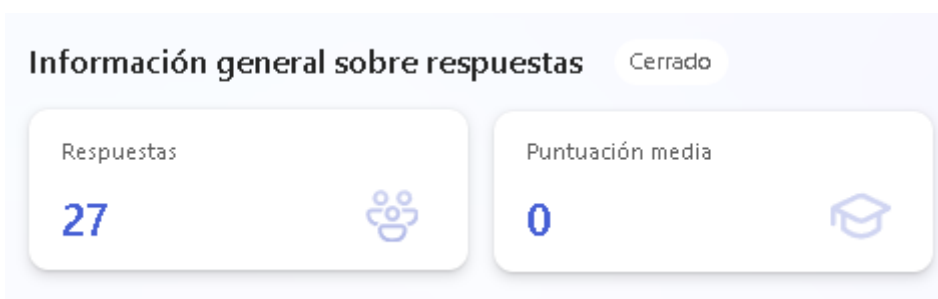 Información general sobre respuestas Cerrado
Respuestas
27
Puntuación media
0